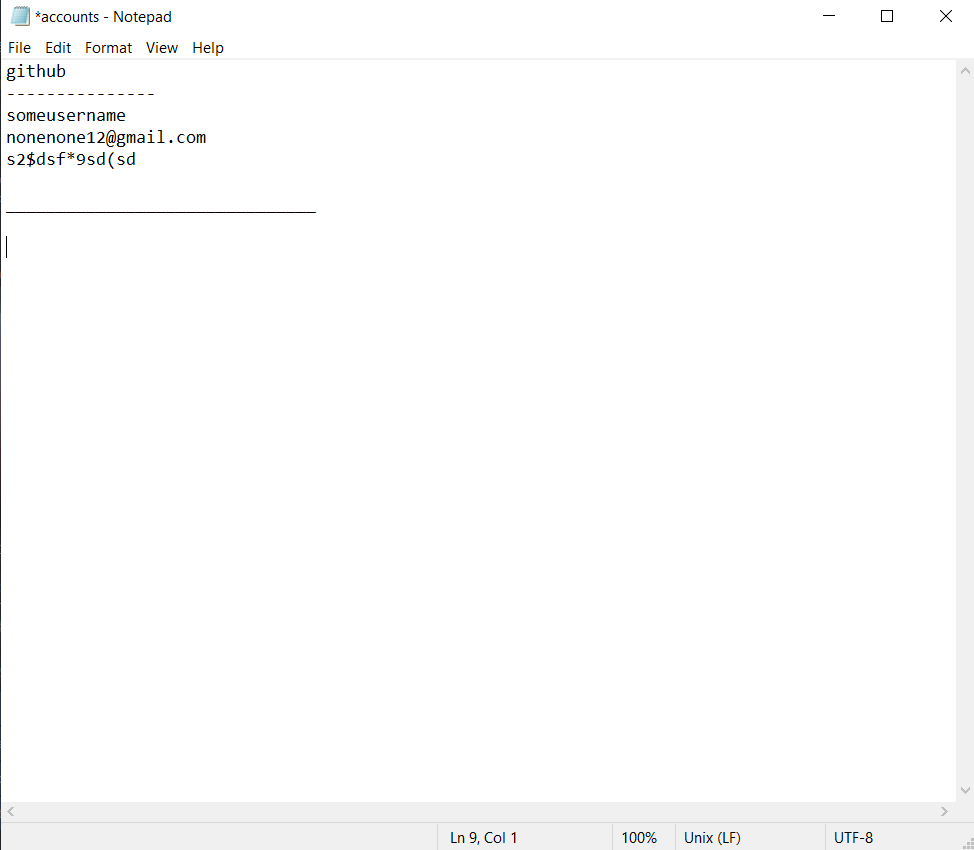 *accounts - Notepad
File Edit Format View Help
github
---------------
someusername
nonenone12@gmail.com
s2$dsf*9sd(sd
_______________________________
Ln 9, Col 1 100% Unix (LF) UTF-8